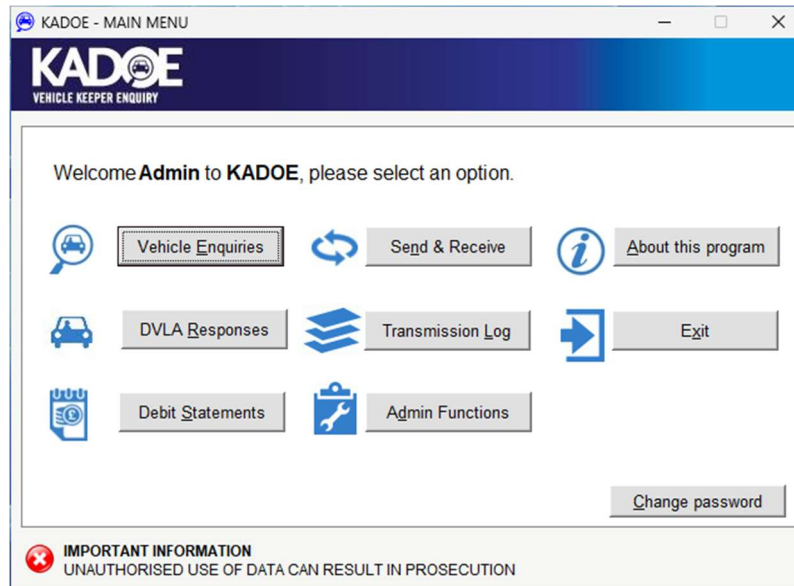 KADOE - MAIN MENU
KADOE
VEHICLE KEEPER ENQUIRY
Welcome Admin to KADOE, please select an option.
Vehicle Enquiries
Send & Receive
About this program
DVLA Responses
Transmission Log
Exit
Debit Statements
Admin Functions
Change password
IMPORTANT INFORMATION
UNAUTHORISED USE OF DATA CAN RESULT IN PROSECUTION